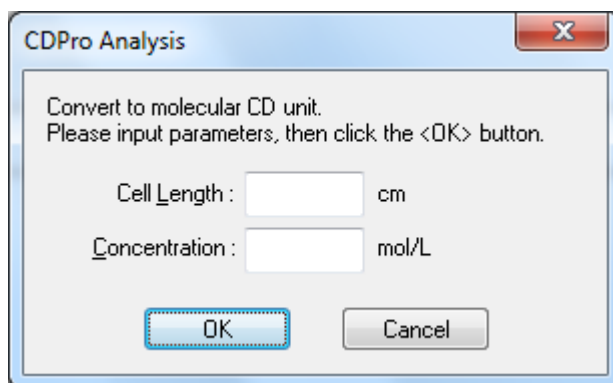 CDPro Analysis
Convert to molecular CD unit.
Please input parameters, then click the <OK> button.
Cell Length : cm
Concentration : mol/L
OK Cancel